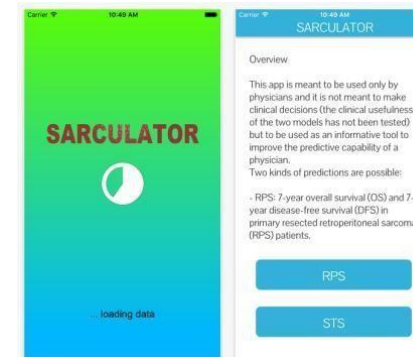 Carrier 10:49 AM
SARCULATOR
... loading data
Carrier 10:49 AM
SARCULATOR
Overview
This app is meant to be used only by
physicians and it is not meant to make
clinical decisions (the clinical usefulness
of the two models has not been tested)
but to be used as an informative tool to
improve the predictive capability of a
physician.
Two kinds of predictions are possible:
- RPS: 7-year overall survival (OS) and 7-
year disease-free survival (DFS) in
primary resected retroperitoneal sarcoma
(RPS) patients.
RPS
STS